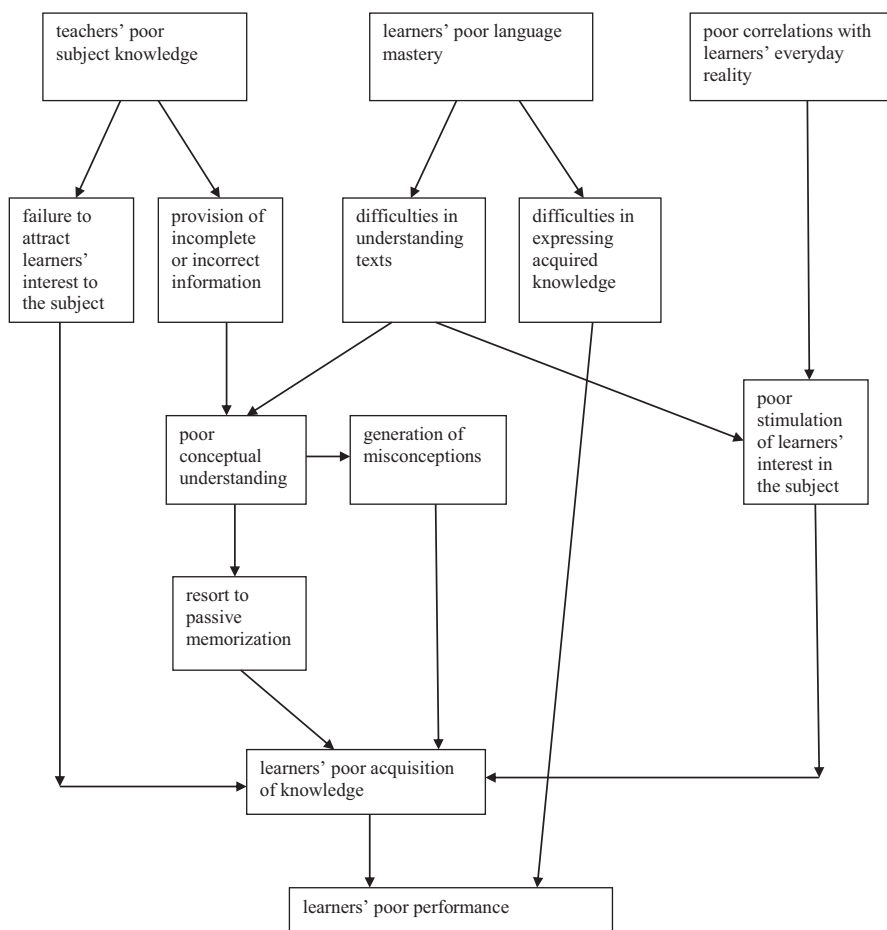 teachers’ poor
subject knowledge
learners’ poor language
mastery
poor correlations with
learners’ everyday
reality
failure to
attract
learners’
interest to
the subject
provision of
incomplete
or incorrect
information
difficulties in
understanding
texts
difficulties in
expressing
acquired
knowledge
poor
conceptual
understanding
generation of
misconceptions
poor
stimulation
of learners’
interest in
the subject
resort to
passive
memorization
learners’ poor acquisition
of knowledge
learners’ poor performance